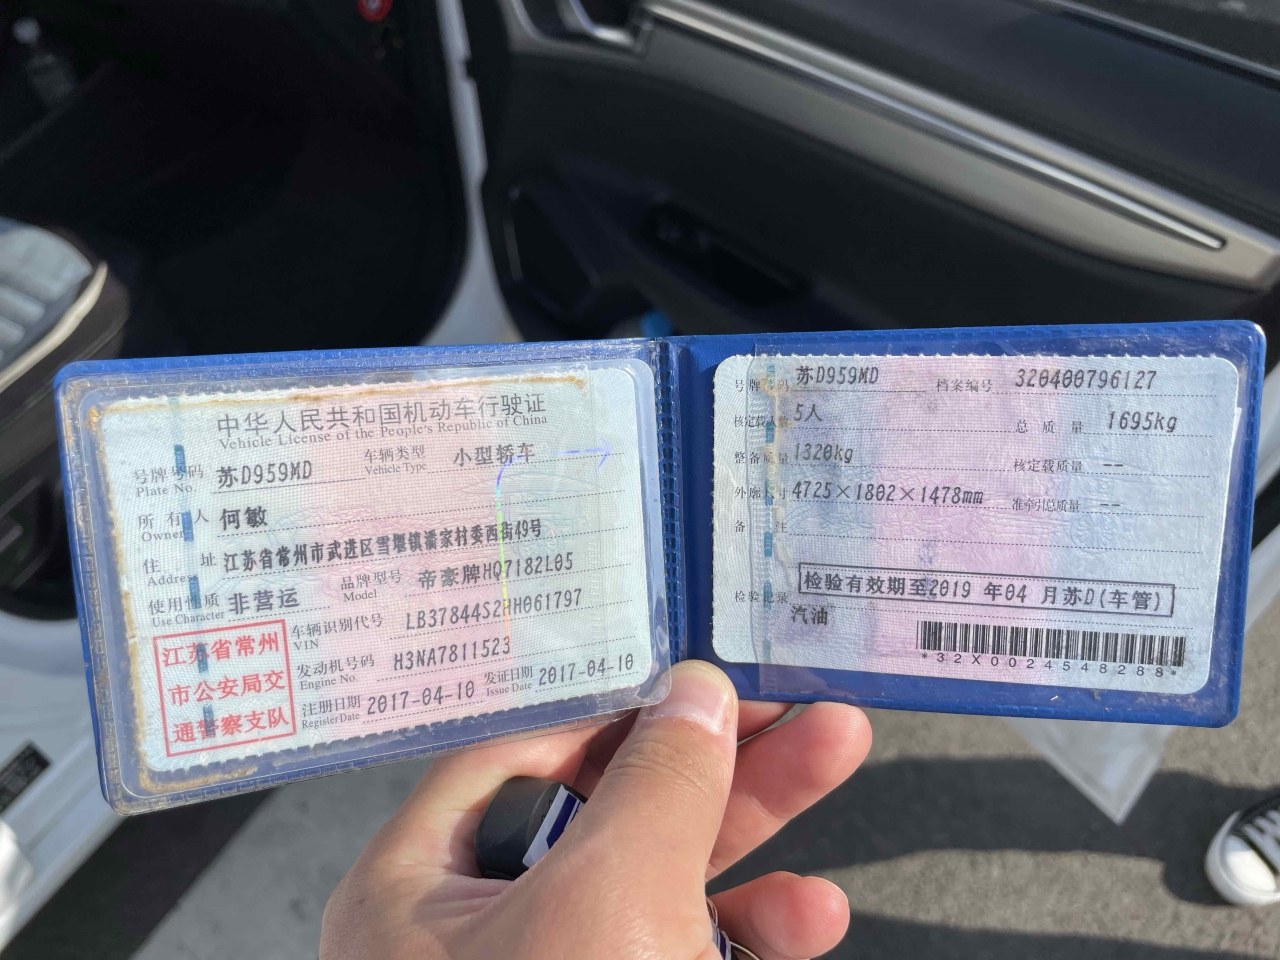 中华人民共和国机动车行驶证
Vehicle License of the People's Republic of China
号牌号码 苏D959MD 车辆类型 小型轿车
Plate No. Vehicle Type
所有人 何敏
Owner
住址 江苏省常州市武进区雪堰镇潘家村委西街49号
Address
使用性质 非营运 品牌型号 帝豪牌HQ7182L05
Use Character Model
江苏省常州
市公安局交
通警察支队
车辆识别代号 LB37844S2HH061797
VIN
发动机号码 H3NA7811523
Engine No.
注册日期 2017-04-10 发证日期 2017-04-10
Register Date Issue Date
号牌号码 苏D959MD 档案编号 320400796127
核定载人数 5人 总质量 1695kg
整备质量 1320kg 核定载质量 --
外廓尺寸 4725×1802×1478mm 准牵引总质量 --
备注
检验有效期至2019 年04 月苏D(车管)
检验记录
汽油
*32X0024548288*